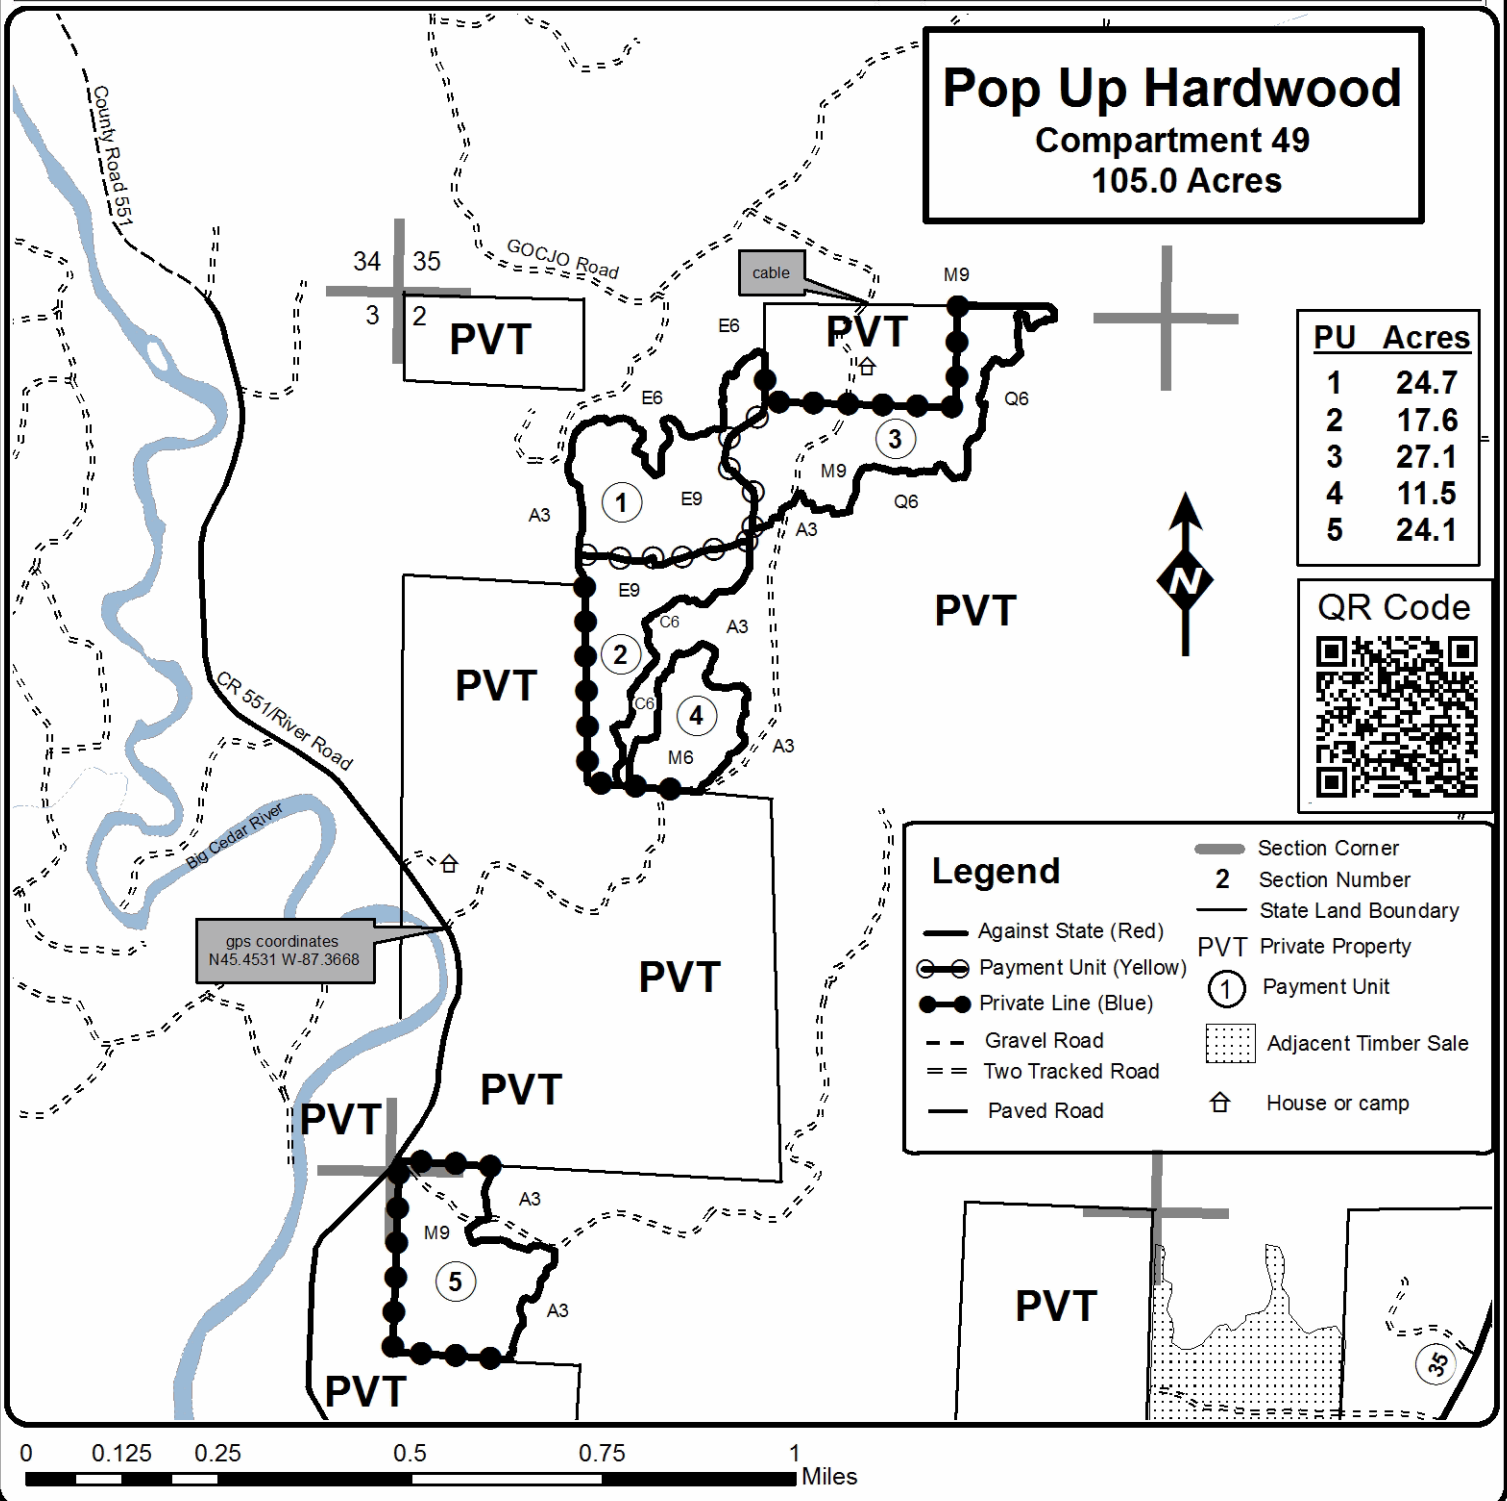 Pop Up Hardwood
Compartment 49
105.0 Acres
County Road 551
34 35
3 2
GOCJO Road
cable
M9
PVT
PVT
E6
E6
Q6
3
M9
Q6
1
E9
A3
A3
E9
C6
A3
2
PVT
PVT
C6
4
M6
A3
CR 551/River Road
Big Cedar River
gps coordinates
N45.4531 W-87.3668
PVT
PVT
PVT
A3
M9
5
A3
PVT
PVT
35
PU Acres
1 24.7
2 17.6
3 27.1
4 11.5
5 24.1
N
QR Code
Legend
Against State (Red)
Payment Unit (Yellow)
Private Line (Blue)
Gravel Road
Two Tracked Road
Paved Road
Section Corner
2 Section Number
State Land Boundary
PVT Private Property
1 Payment Unit
Adjacent Timber Sale
House or camp
0 0.125 0.25 0.5 0.75 1
Miles